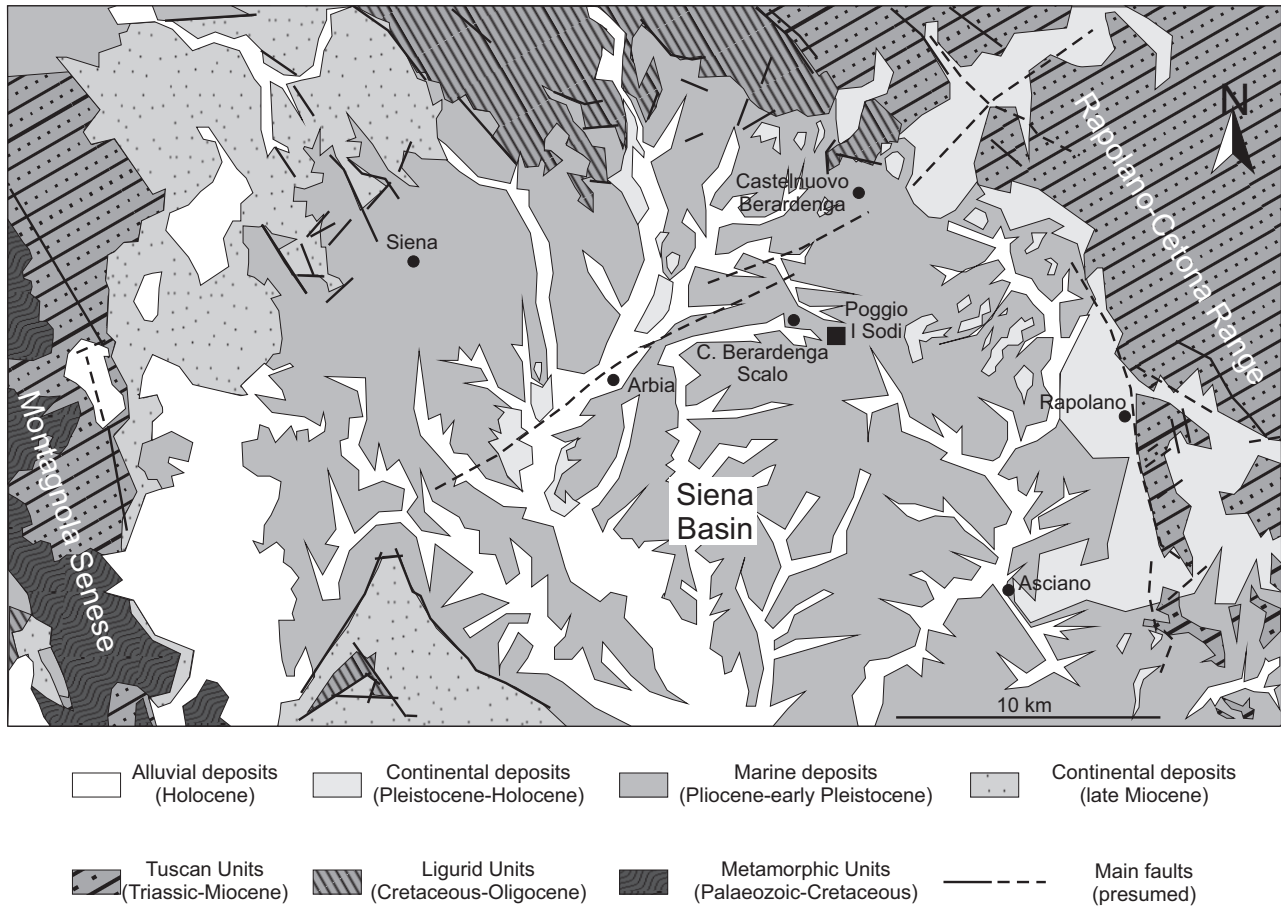 N
Rapolano-Cetona Range
Castelnuovo
Berardenga
Siena
Poggio
I Sodi
C. Berardenga
Scalo
Arbia
Rapolano
Montagnola Senese
Siena
Basin
Asciano
10 km
Alluvial deposits
(Holocene)
Continental deposits
(Pleistocene-Holocene)
Marine deposits
(Pliocene-early Pleistocene)
Continental deposits
(late Miocene)
Tuscan Units
(Triassic-Miocene)
Ligurid Units
(Cretaceous-Oligocene)
Metamorphic Units
(Palaeozoic-Cretaceous)
Main faults
(presumed)